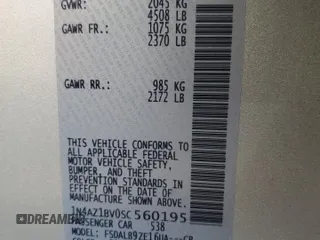 GVWR: 2045 KG
4508 LB
GAWR FR.: 1075 KG
2370 LB
GAWR RR.: 985 KG
2172 LB
THIS VEHICLE CONFORMS TO
ALL APPLICABLE FEDERAL
MOTOR VEHICLE SAFETY,
BUMPER, AND THEFT
PREVENTION STANDARDS IN
EFFECT ON THE DATE OF
MANUFACTURE SHOWN ABOVE.
1N4AZ1BV0SC560195
PASSENGER CAR 538